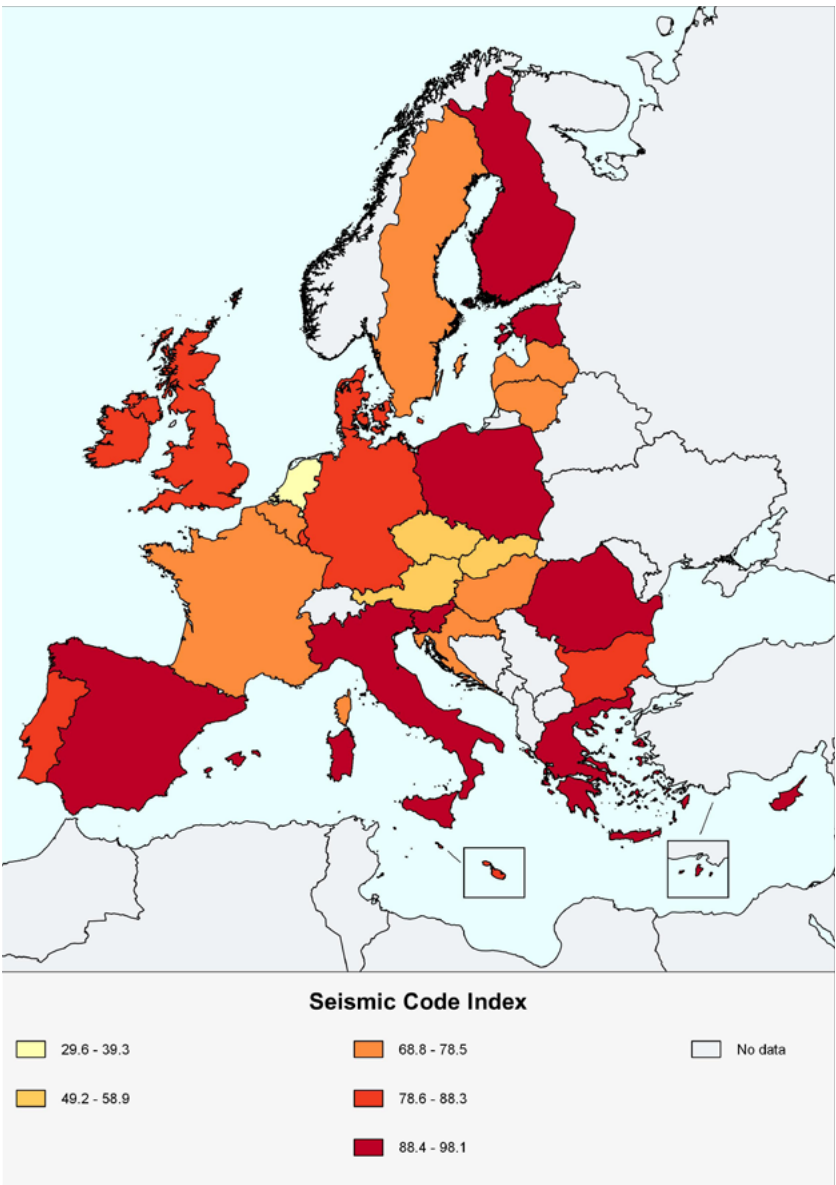 Seismic Code Index
29.6 - 39.3
68.8 - 78.5
No data
49.2 - 58.9
78.6 - 88.3
88.4 - 98.1